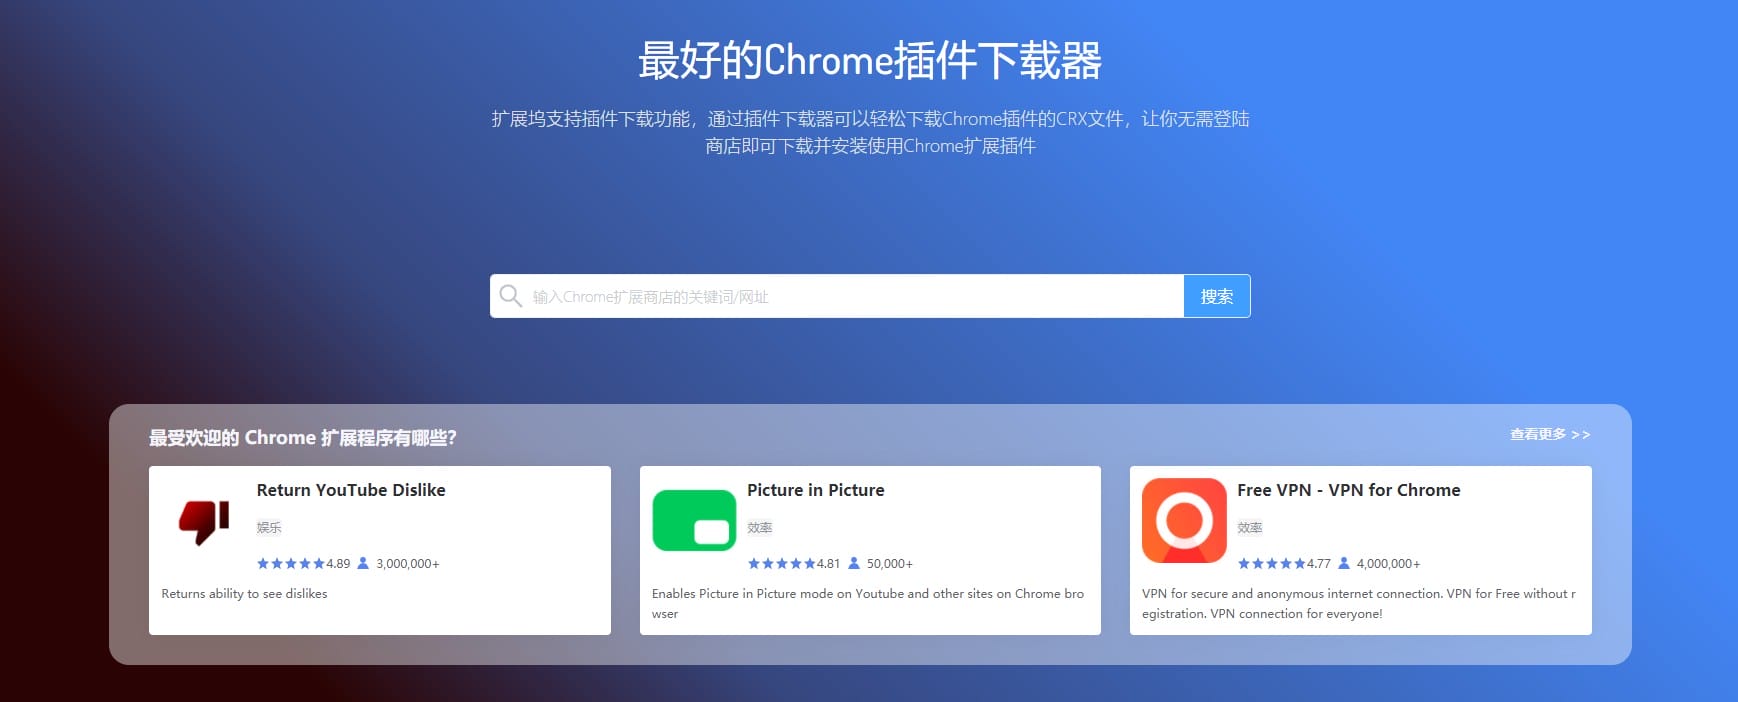 最好的Chrome插件下载器
扩展坞支持插件下载功能，通过插件下载器可以轻松下载Chrome插件的CRX文件，让你无需登陆
商店即可下载并安装使用Chrome扩展插件
输入Chrome扩展商店的关键词/网址
搜索
最受欢迎的 Chrome 扩展程序有哪些?
查看更多 >>
Return YouTube Dislike
娱乐
4.89 3,000,000+
Returns ability to see dislikes
Picture in Picture
效率
4.81 50,000+
Enables Picture in Picture mode on Youtube and other sites on Chrome bro
wser
Free VPN - VPN for Chrome
效率
4.77 4,000,000+
VPN for secure and anonymous internet connection. VPN for Free without r
egistration. VPN connection for everyone!